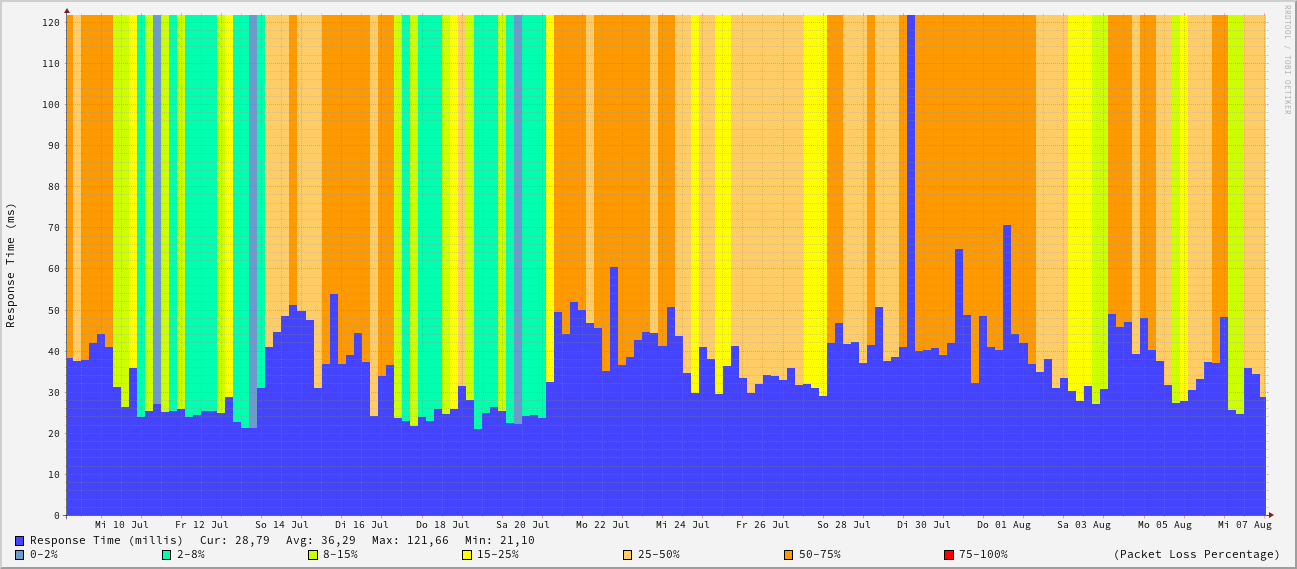 RRDTOOL / TOBI OETIKER
Response Time (ms)
120
110
100
90
80
70
60
50
40
30
20
10
0
Mi 10 Jul Fr 12 Jul So 14 Jul Di 16 Jul Do 18 Jul Sa 20 Jul Mo 22 Jul Mi 24 Jul Fr 26 Jul So 28 Jul Di 30 Jul Do 01 Aug Sa 03 Aug Mo 05 Aug Mi 07 Aug
Response Time (millis) Cur: 28,79 Avg: 36,29 Max: 121,66 Min: 21,10
0-2% 2-8% 8-15% 15-25% 25-50% 50-75% 75-100% (Packet Loss Percentage)